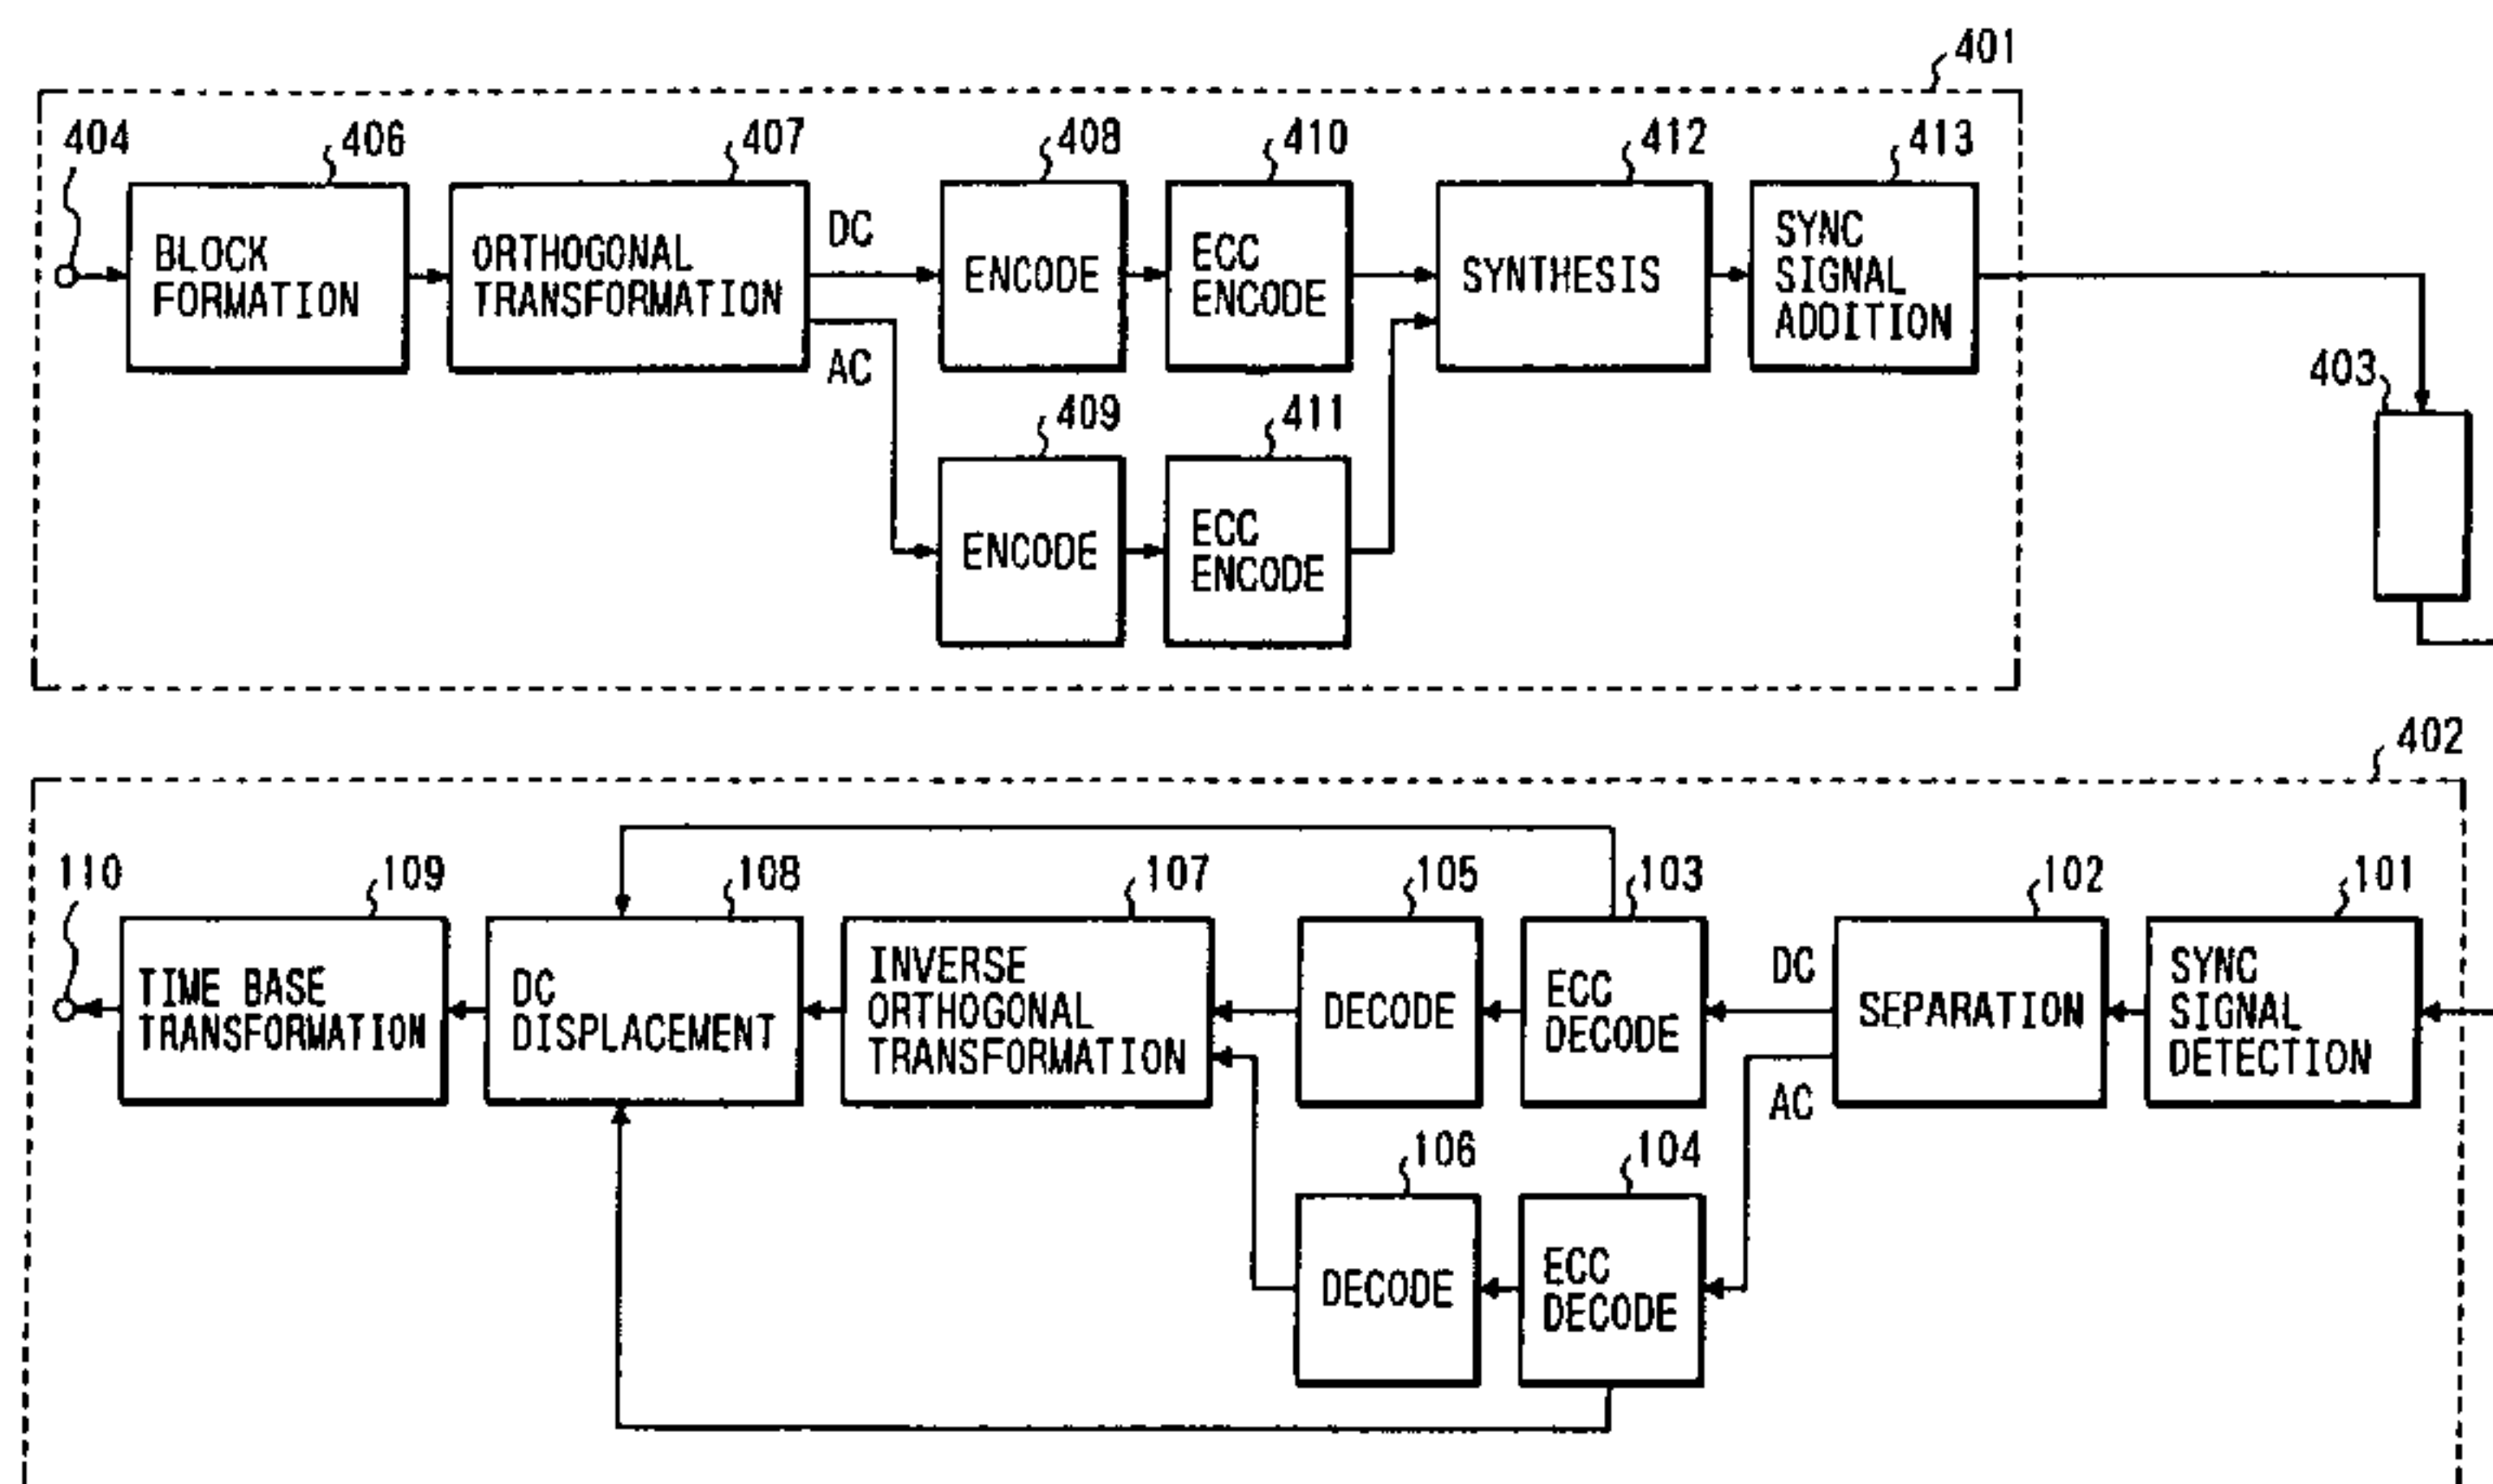 401
404
406
407
408
410
412
413
BLOCK
FORMATION
ORTHOGONAL
TRANSFORMATION
DC
AC
ENCODE
ECC
ENCODE
SYNTHESIS
SYNC
SIGNAL
ADDITION
403
409
411
ENCODE
ECC
ENCODE
402
110
109
108
107
105
103
102
101
TIME BASE
TRANSFORMATION
DC
DISPLACEMENT
INVERSE
ORTHOGONAL
TRANSFORMATION
DECODE
ECC
DECODE
DC
AC
SEPARATION
SYNC
SIGNAL
DETECTION
106
104
DECODE
ECC
DECODE